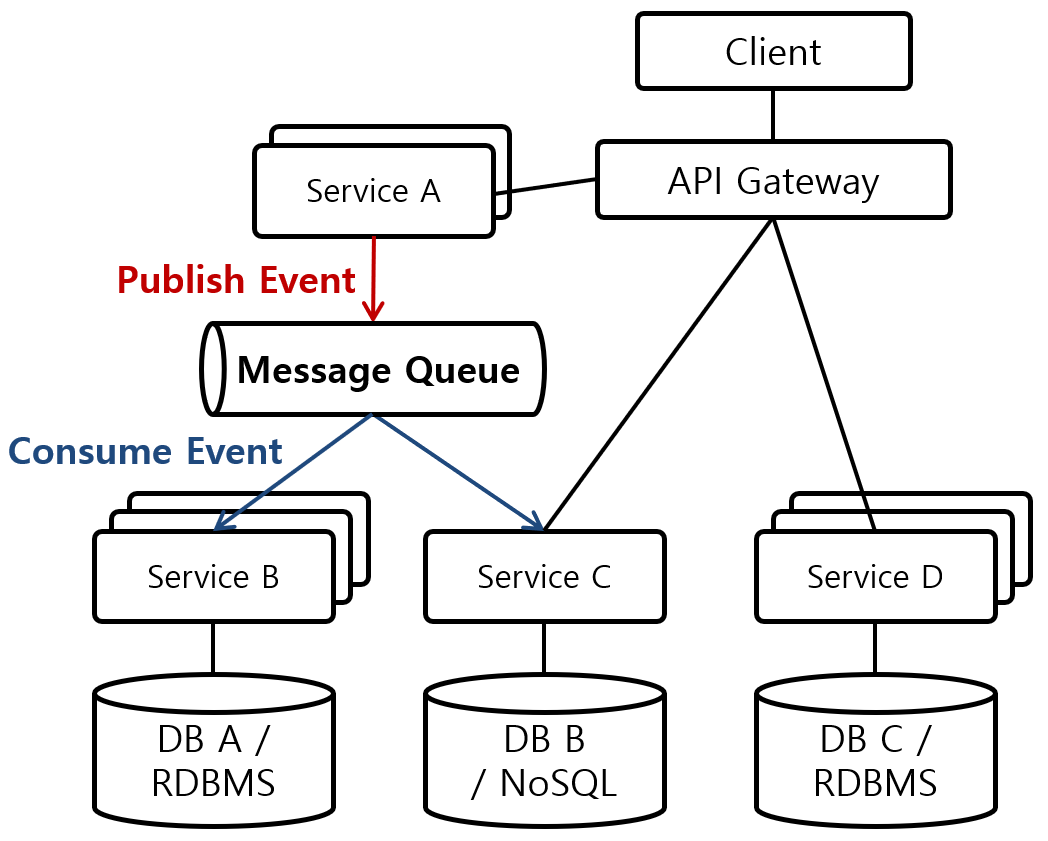 Client
API Gateway
Service A
Publish Event
Message Queue
Consume Event
Service B
Service C
Service D
DB A /
RDBMS
DB B
/ NoSQL
DB C /
RDBMS